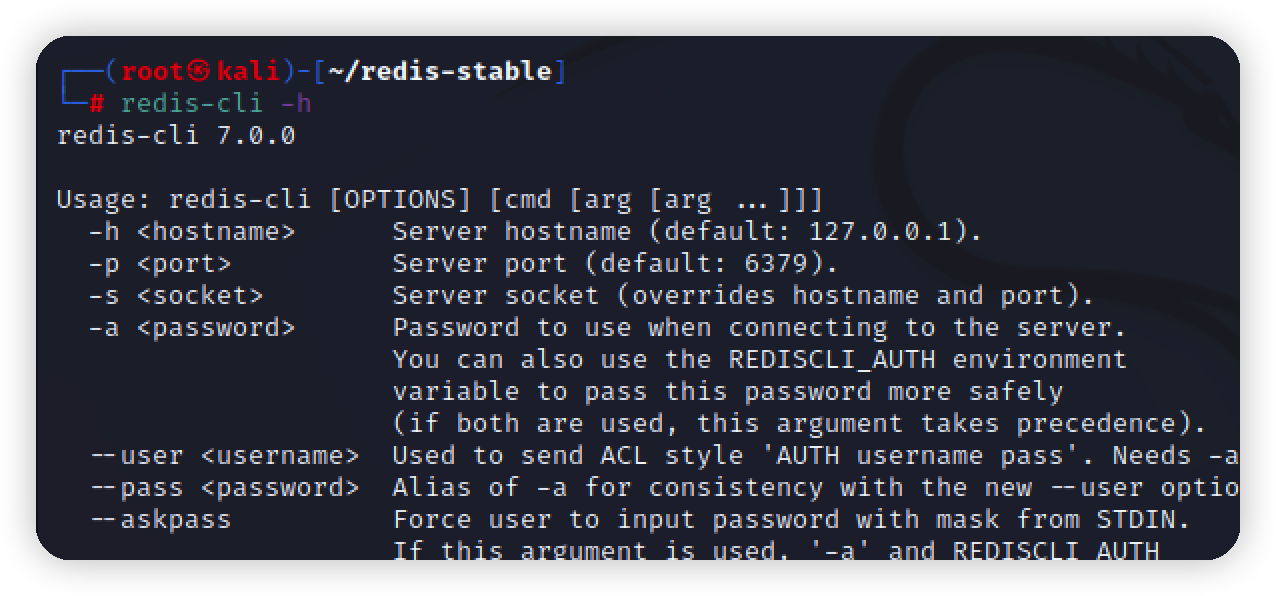 ┌──(root㉿kali)-[~/redis-stable]
└─# redis-cli -h
redis-cli 7.0.0

Usage: redis-cli [OPTIONS] [cmd [arg [arg ...]]]
  -h <hostname>      Server hostname (default: 127.0.0.1).
  -p <port>          Server port (default: 6379).
  -s <socket>        Server socket (overrides hostname and port).
  -a <password>      Password to use when connecting to the server.
                     You can also use the REDISCLI_AUTH environment
                     variable to pass this password more safely
                     (if both are used, this argument takes precedence).
  --user <username>  Used to send ACL style 'AUTH username pass'. Needs -a
  --pass <password>  Alias of -a for consistency with the new --user optio
  --askpass          Force user to input password with mask from STDIN.
                     If this argument is used, '-a' and REDISCLI_AUTH